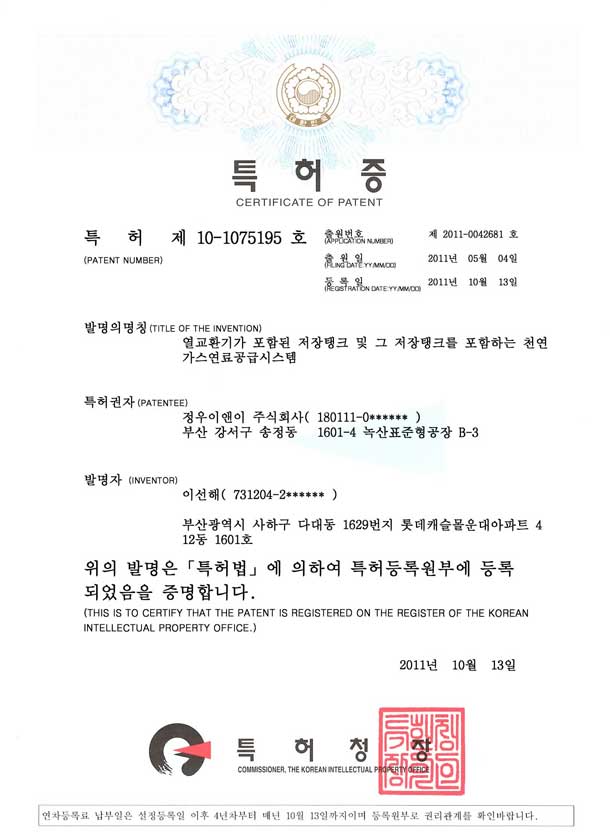 대한민국
특허증
CERTIFICATE OF PATENT
특 허 제 10-1075195 호
(PATENT NUMBER)
출원번호 제 2011-0042681 호
(APPLICATION NUMBER)
출 원 일 2011년 05월 04일
(FILING DATE:YY/MM/DD)
등 록 일 2011년 10월 13일
(REGISTRATION DATE:YY/MM/DD)
발명의명칭(TITLE OF THE INVENTION)
열교환기가 포함된 저장탱크 및 그 저장탱크를 포함하는 천연
가스연료공급시스템
특허권자(PATENTEE)
정우이앤이 주식회사( 180111-0****** )
부산 강서구 송정동 1601-4 녹산표준형공장 B-3
발명자 (INVENTOR)
이선해( 731204-2****** )
부산광역시 사하구 다대동 1629번지 롯데캐슬몰운대아파트 4
12동 1601호
위의 발명은 「특허법」에 의하여 특허등록원부에 등록
되었음을 증명합니다.
(THIS IS TO CERTIFY THAT THE PATENT IS REGISTERED ON THE REGISTER OF THE KOREAN
INTELLECTUAL PROPERTY OFFICE.)
2011년 10월 13일
특 허 청 장
COMMISSIONER, THE KOREAN INTELLECTUAL PROPERTY OFFICE
연차등록료 납부일은 설정등록일 이후 4년차부터 매년 10월 13일까지이며 등록원부로 권리관계를 확인바랍니다.